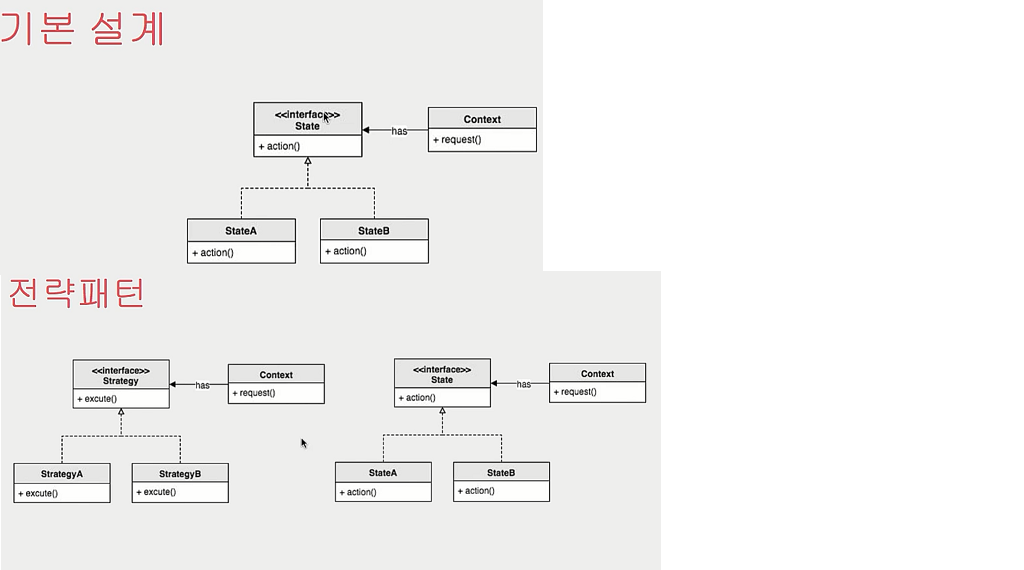 기본 설계
<<interface>>
State
+ action()
has
Context
+ request()
StateA
+ action()
StateB
+ action()
전략패턴
<<interface>>
Strategy
+ excute()
has
Context
+ request()
StrategyA
+ excute()
StrategyB
+ excute()
<<interface>>
State
+ action()
has
Context
+ request()
StateA
+ action()
StateB
+ action()